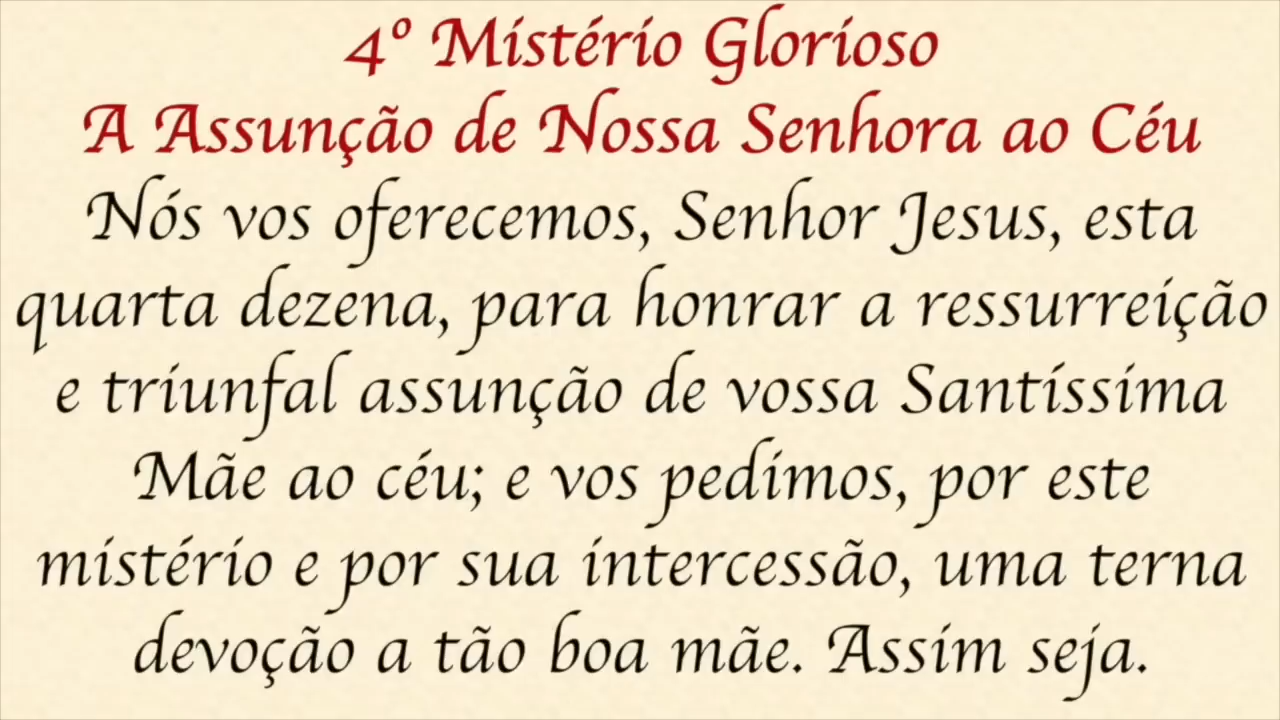 4º Mistério Glorioso
A Assunção de Nossa Senhora ao Céu
Nós vos oferecemos, Senhor Jesus, esta
quarta dezena, para honrar a ressurreição
e triunfal assunção de vossa Santíssima
Mãe ao céu; e vos pedimos, por este
mistério e por sua intercessão, uma terna
devoção a tão boa mãe. Assim seja.